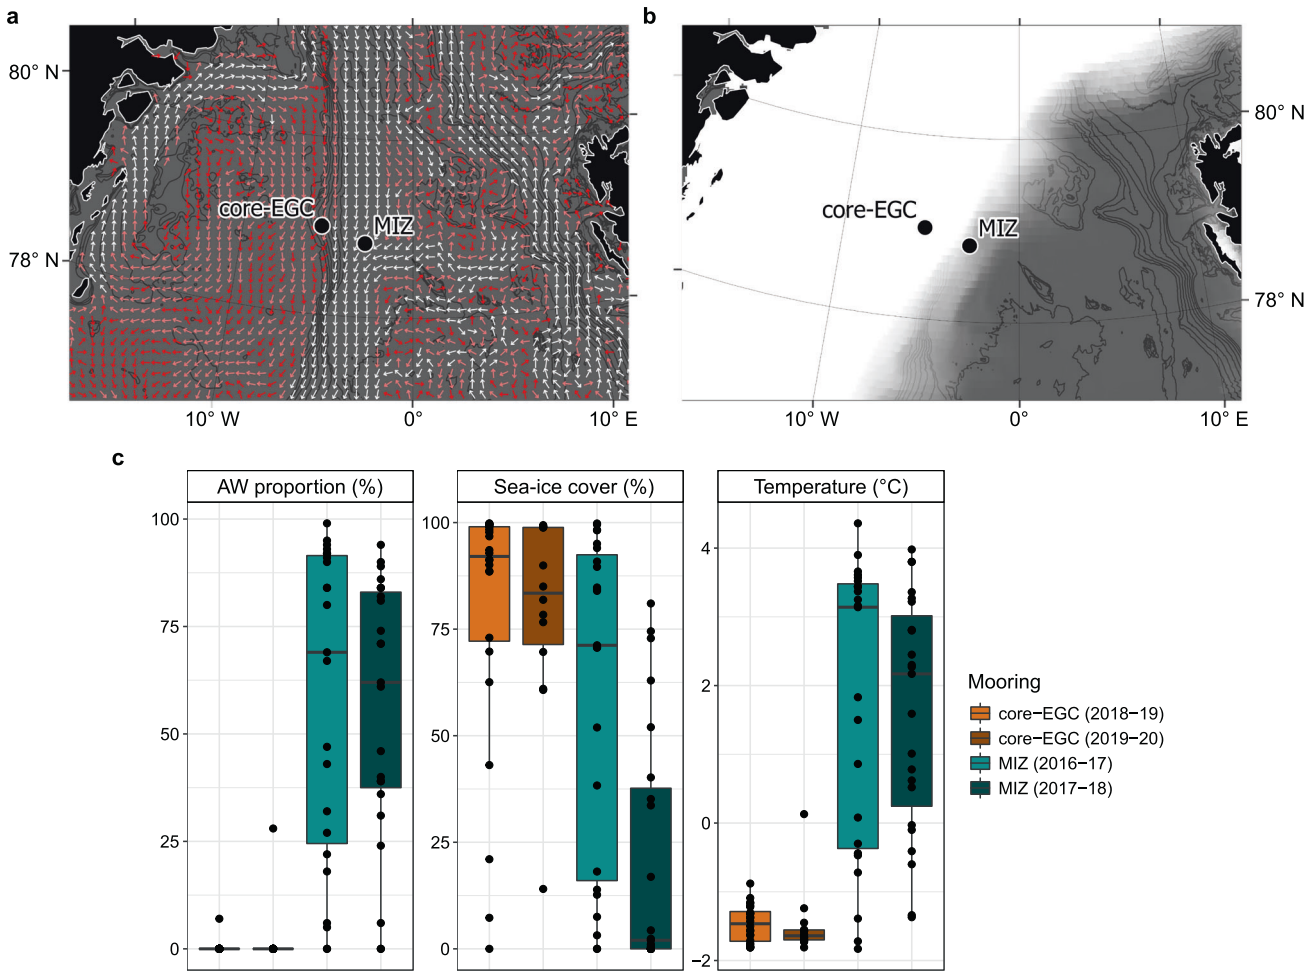 a
b
80° N
78° N
core-EGC
MIZ
10° W
0°
10° E
core-EGC
MIZ
80° N
78° N
10° W
0°
10° E
c
AW proportion (%)
Sea-ice cover (%)
Temperature (°C)
100
75
50
25
0
100
75
50
25
0
4
2
0
−2
Mooring
core−EGC (2018−19)
core−EGC (2019−20)
MIZ (2016−17)
MIZ (2017−18)